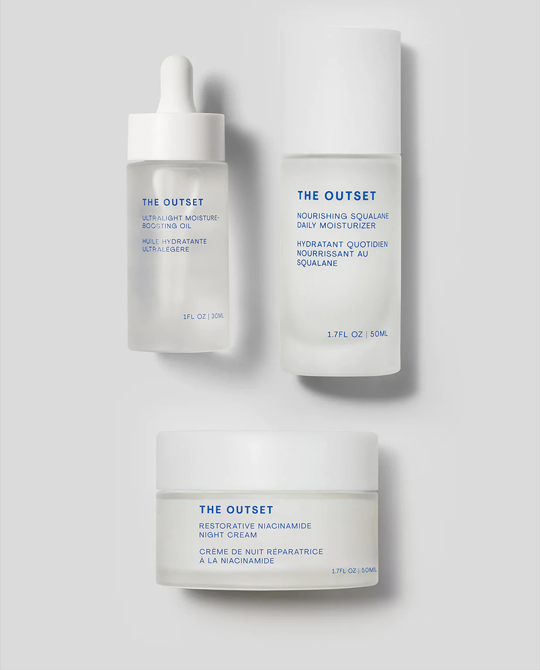 THE OUTSET
ULTRALIGHT MOISTURE-
BOOSTING OIL
HUILE HYDRATANTE
ULTRALÉGÈRE
1FL OZ | 30ML
THE OUTSET
NOURISHING SQUALANE
DAILY MOISTURIZER
HYDRATANT QUOTIDIEN
NOURRISSANT AU
SQUALANE
1.7FL OZ | 50ML
THE OUTSET
RESTORATIVE NIACINAMIDE
NIGHT CREAM
CRÈME DE NUIT RÉPARATRICE
À LA NIACINAMIDE
1.7FL OZ | 50ML